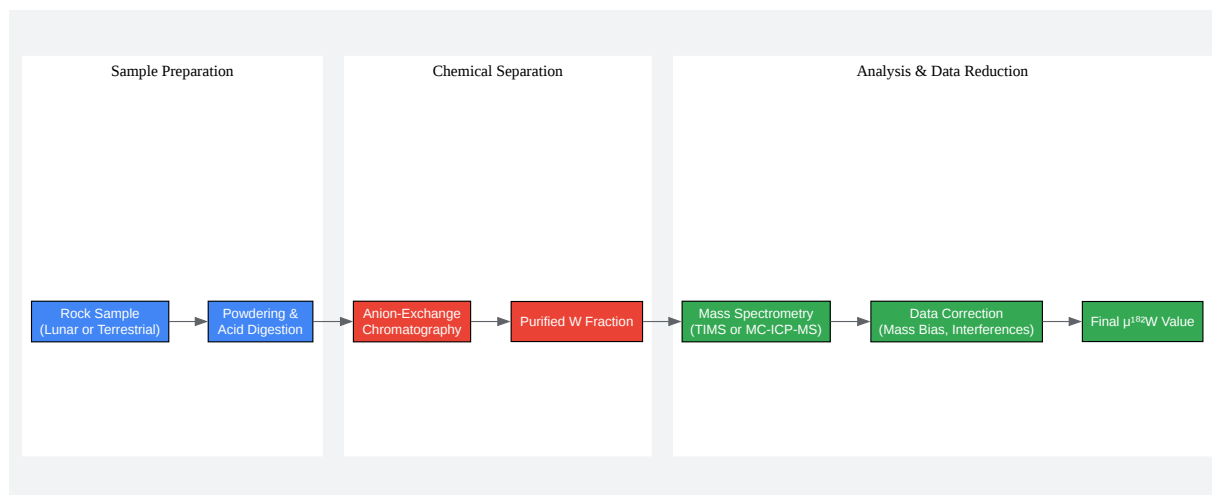 Sample Preparation
Chemical Separation
Analysis & Data Reduction
Rock Sample
(Lunar or Terrestrial)
Powdering &
Acid Digestion
Anion-Exchange
Chromatography
Purified W Fraction
Mass Spectrometry
(TIMS or MC-ICP-MS)
Data Correction
(Mass Bias, Interferences)
Final μ¹⁸²W Value